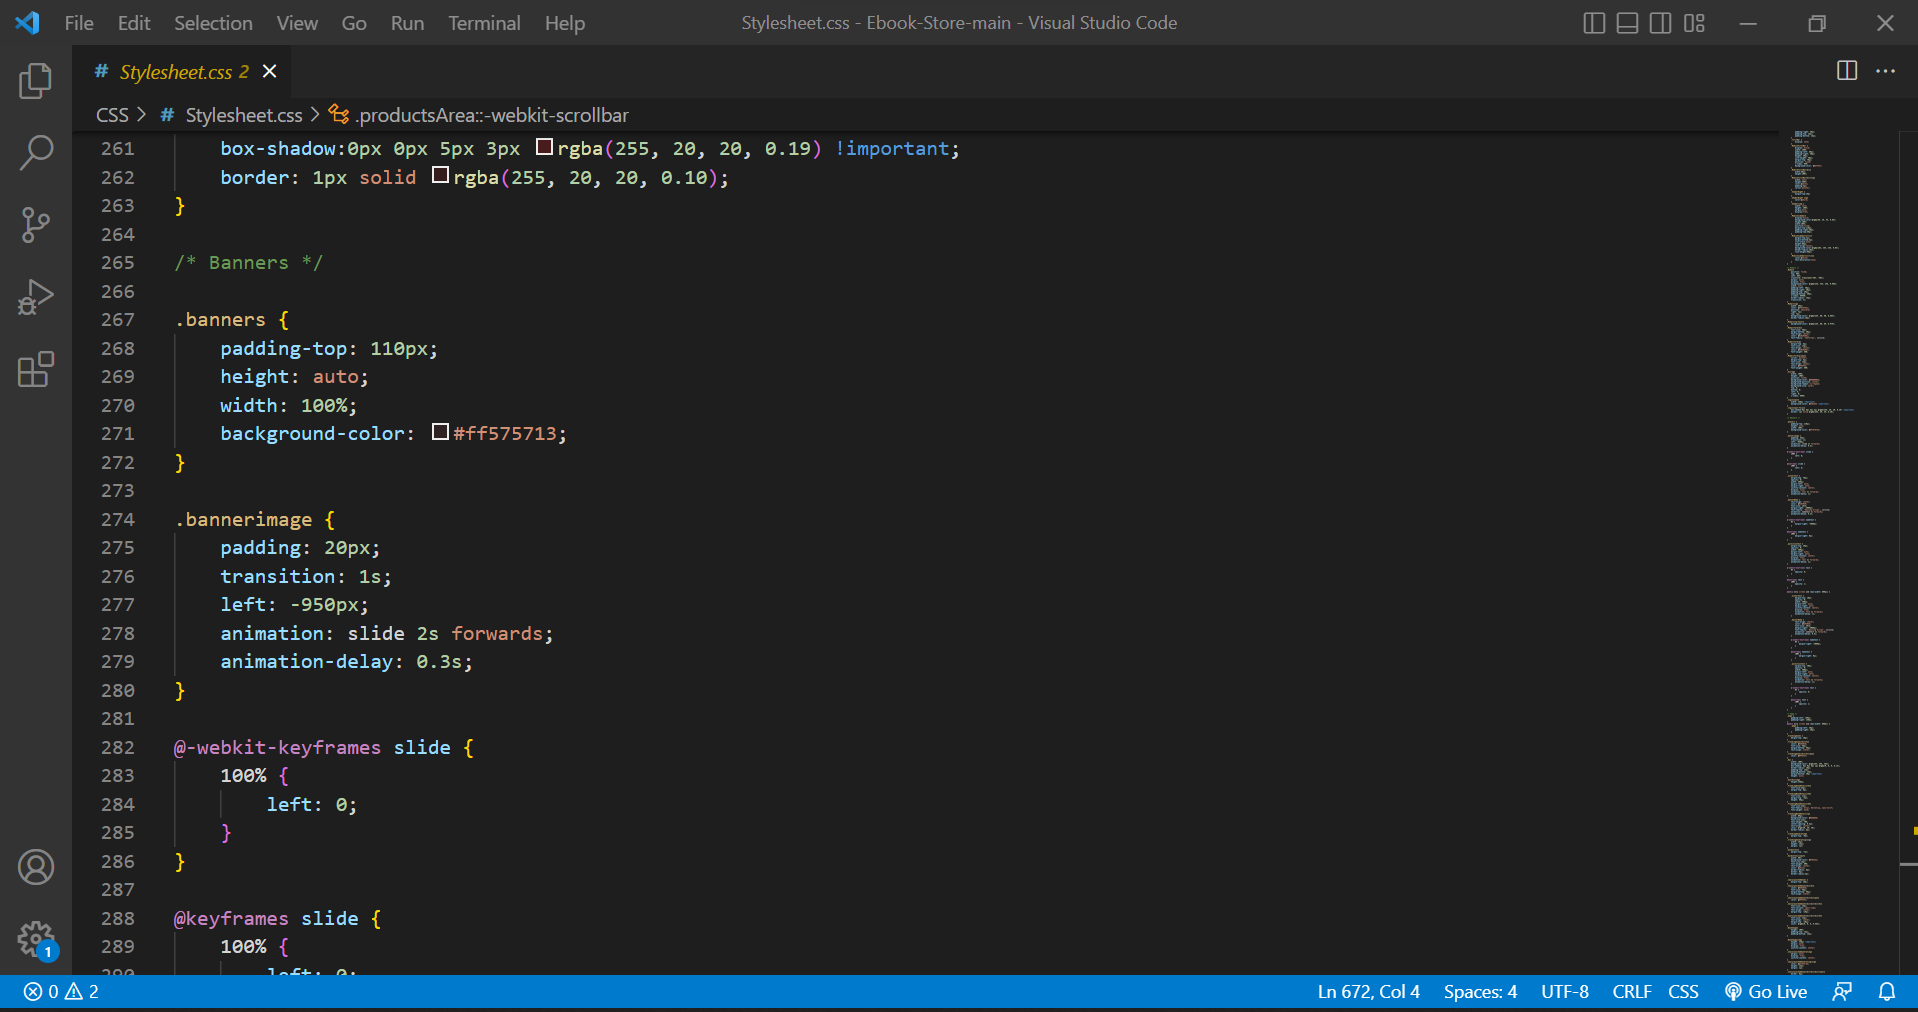 File Edit Selection View Go Run Terminal Help Stylesheet.css - Ebook-Store-main - Visual Studio Code
# Stylesheet.css 2
CSS > # Stylesheet.css > .productsArea::-webkit-scrollbar
261 box-shadow:0px 0px 5px 3px rgba(255, 20, 20, 0.19) !important;
262 border: 1px solid rgba(255, 20, 20, 0.10);
263 }
264
265 /* Banners */
266
267 .banners {
268 padding-top: 110px;
269 height: auto;
270 width: 100%;
271 background-color: #ff575713;
272 }
273
274 .bannerimage {
275 padding: 20px;
276 transition: 1s;
277 left: -950px;
278 animation: slide 2s forwards;
279 animation-delay: 0.3s;
280 }
281
282 @-webkit-keyframes slide {
283 100% {
284 left: 0;
285 }
286 }
287
288 @keyframes slide {
289 100% {
290 left: 0;
1
0 2 Ln 672, Col 4 Spaces: 4 UTF-8 CRLF CSS Go Live